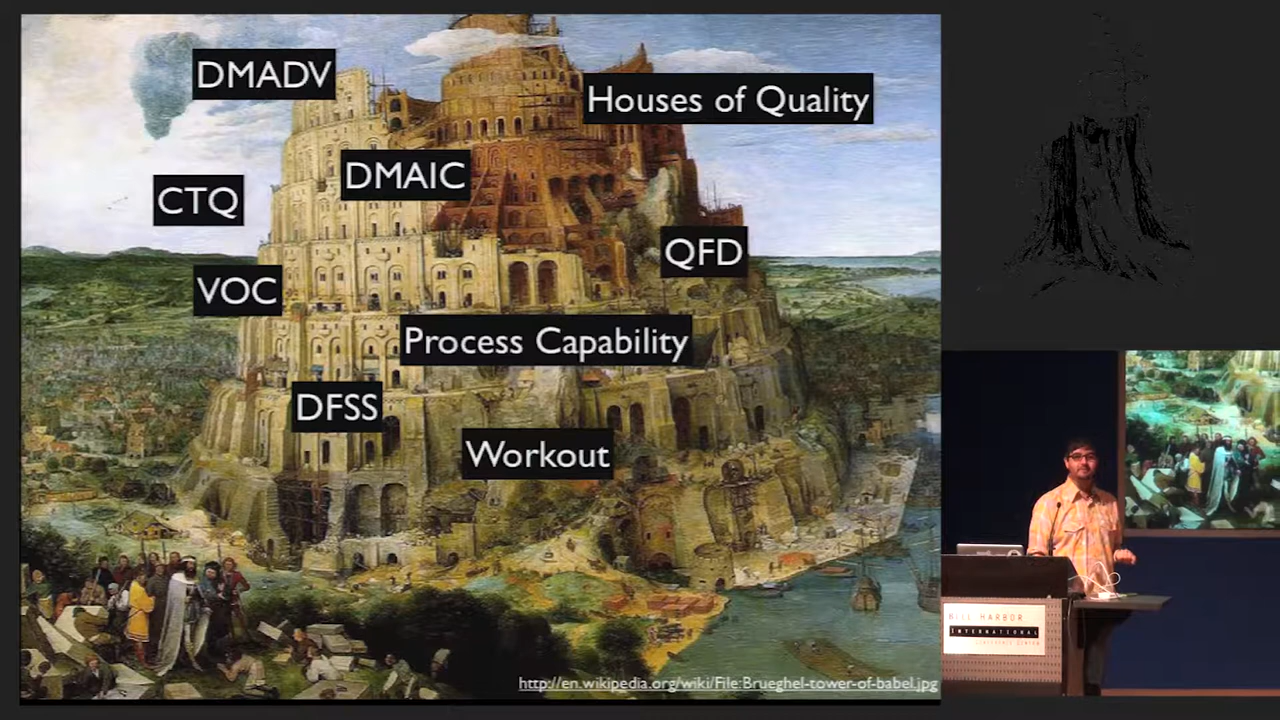 DMADV
Houses of Quality
DMAIC
CTQ
QFD
VOC
Process Capability
DFSS
Workout
http://en.wikipedia.org/wiki/File:Brueghel-tower-of-babel.jpg
HARBOR
INTERNATIONAL